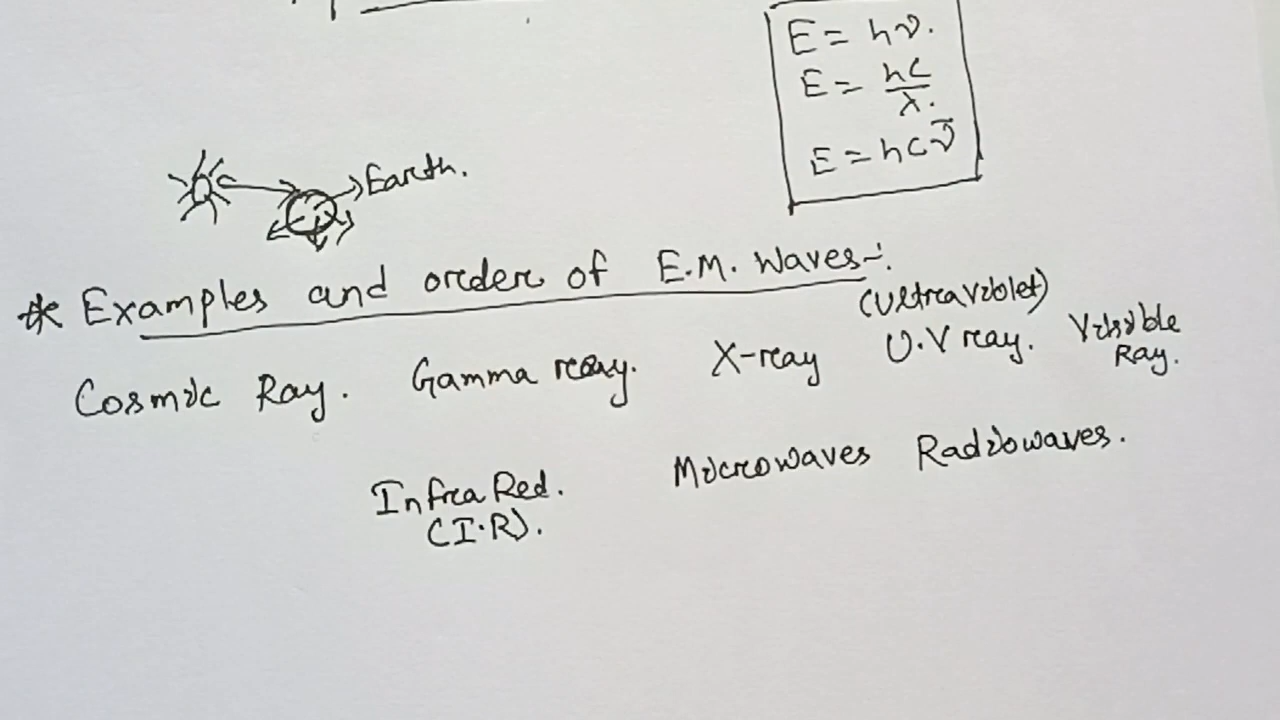 E = hν.
E = hc/λ.
E = hcν̄
Earth.
* Examples and order of E.M. Waves:-
Cosmic Ray. Gamma ray. X-ray (Ultraviolet) U.V ray. Visible Ray.
Infra Red. (I.R). Microwaves Radiowaves.